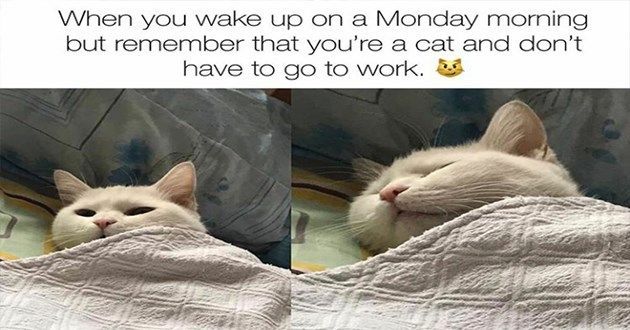 When you wake up on a Monday morning
but remember that you're a cat and don't
have to go to work. 😼